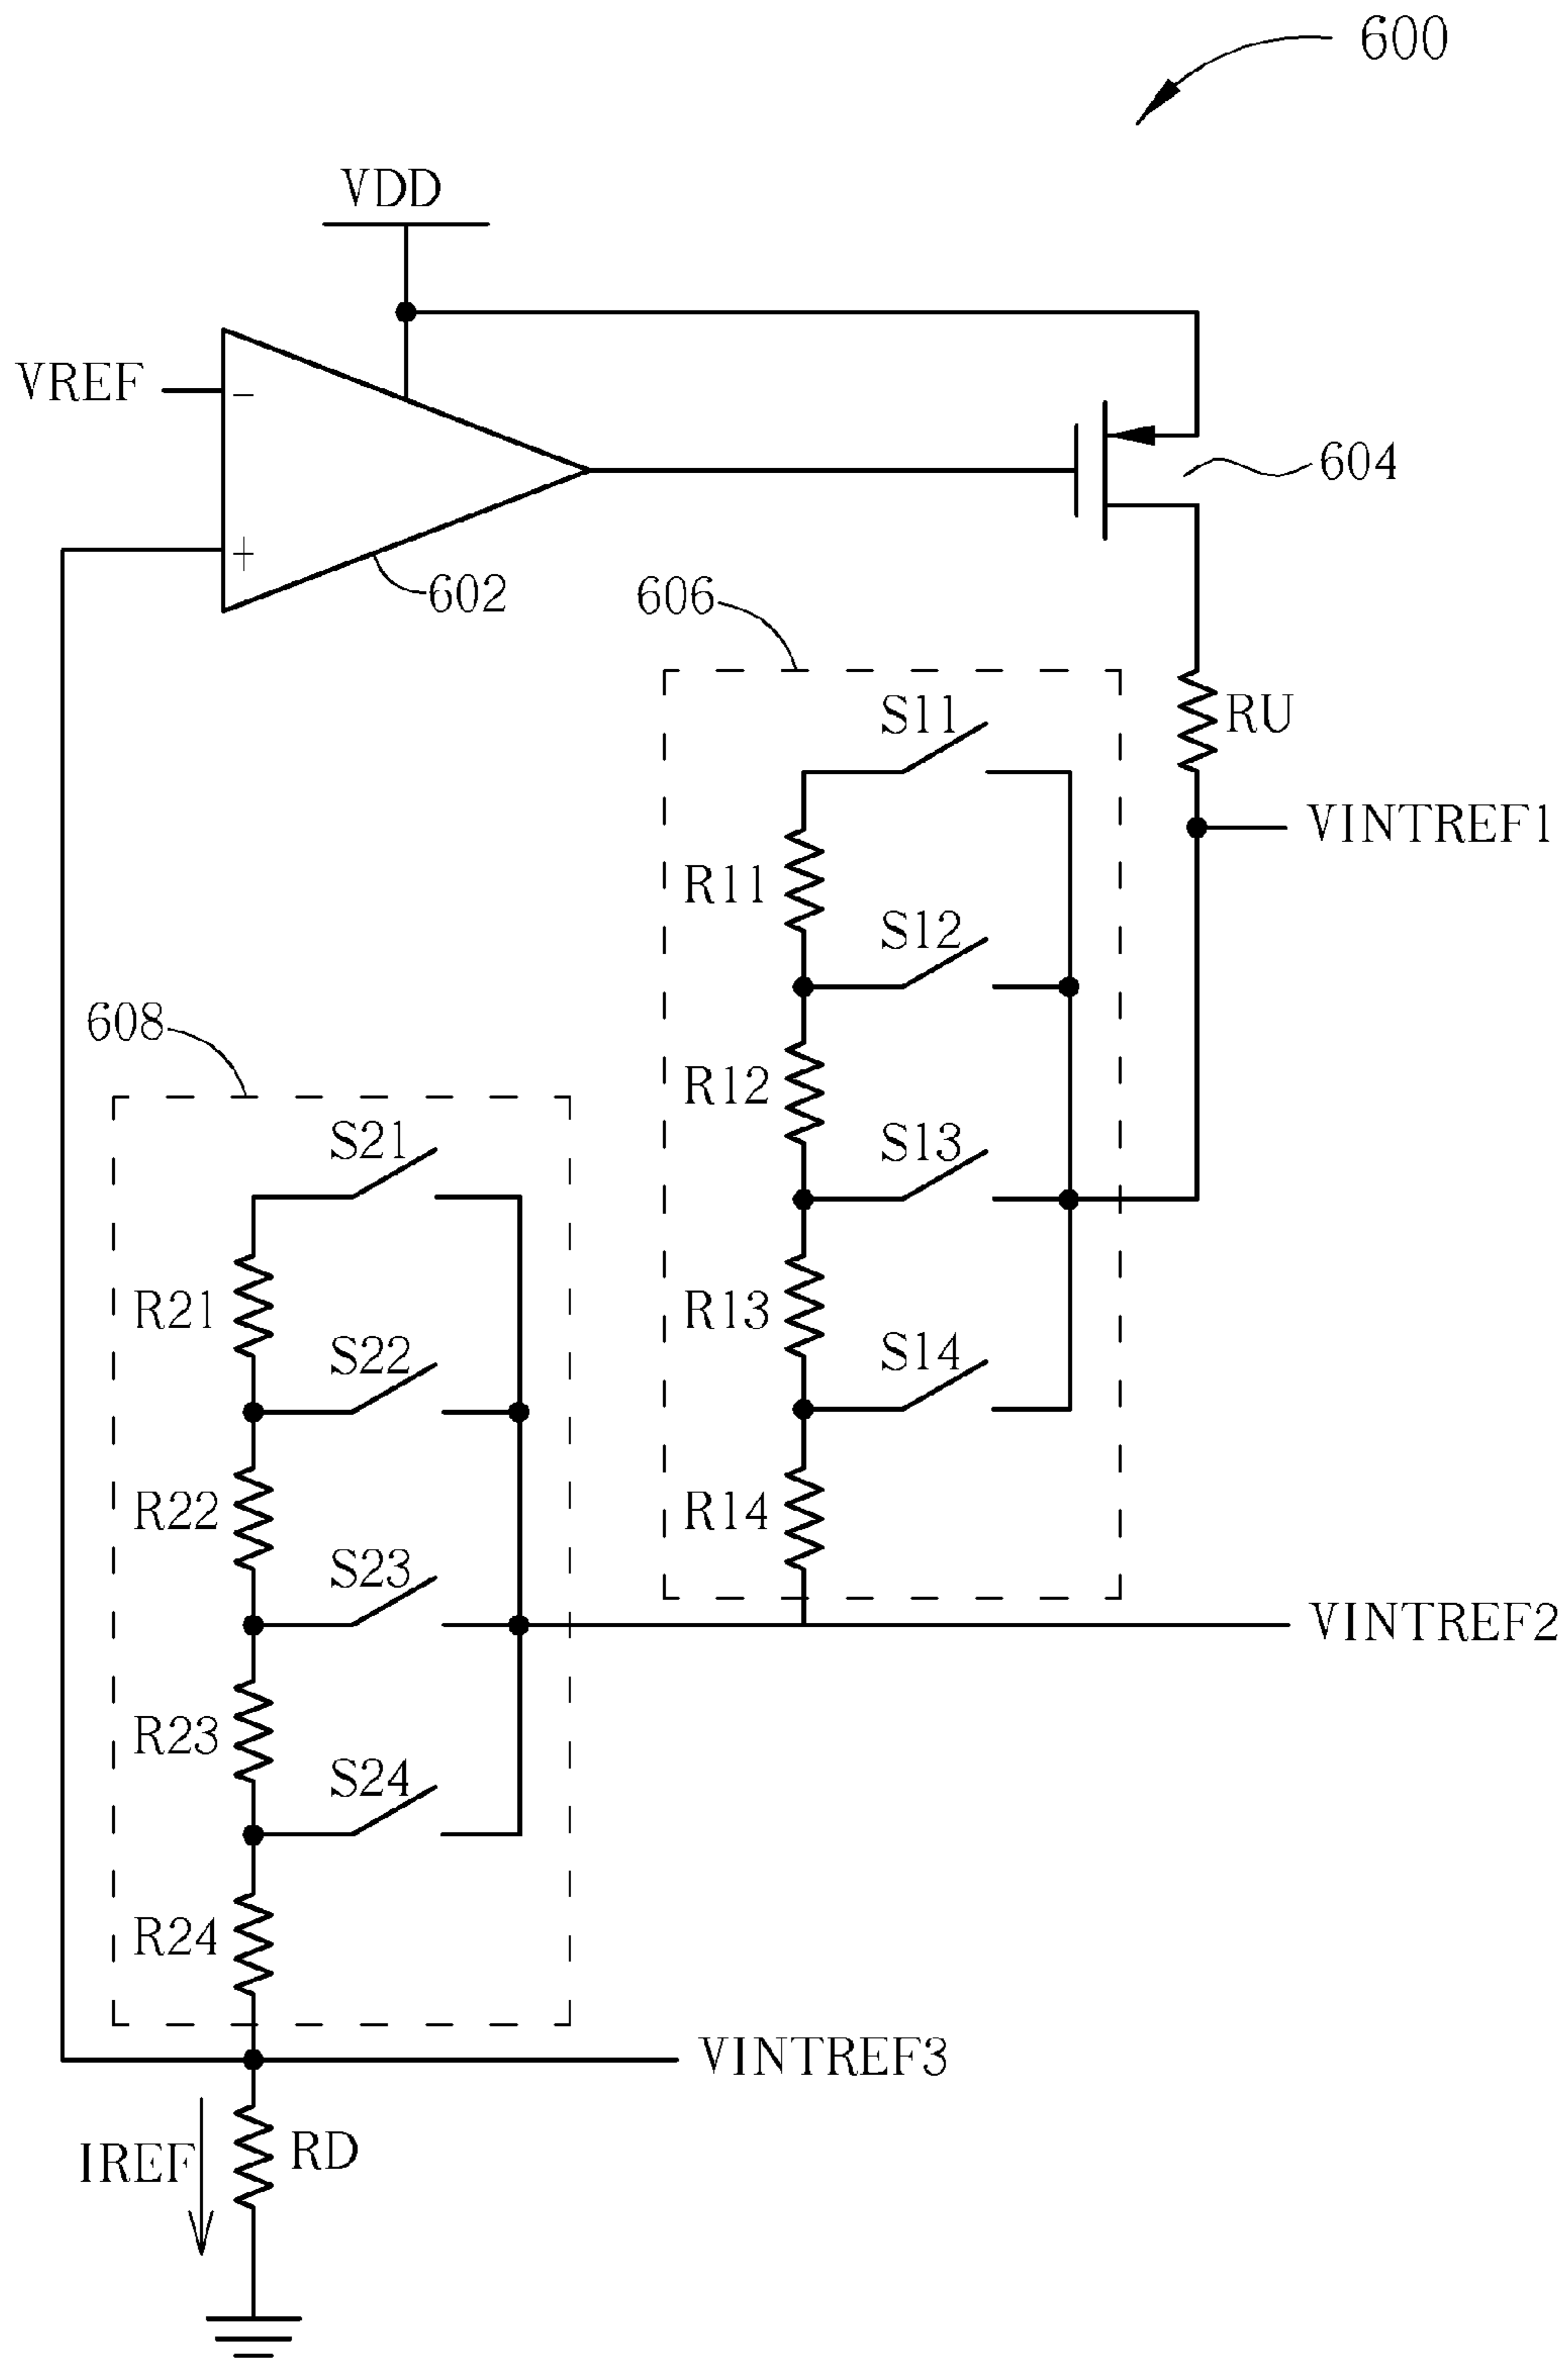 600
VDD
VREF
−
+
602
604
606
RU
S11
VINTREF1
R11
S12
608
R12
S13
S21
R21
R13
S22
S14
R22
R14
S23
VINTREF2
R23
S24
R24
VINTREF3
IREF
RD